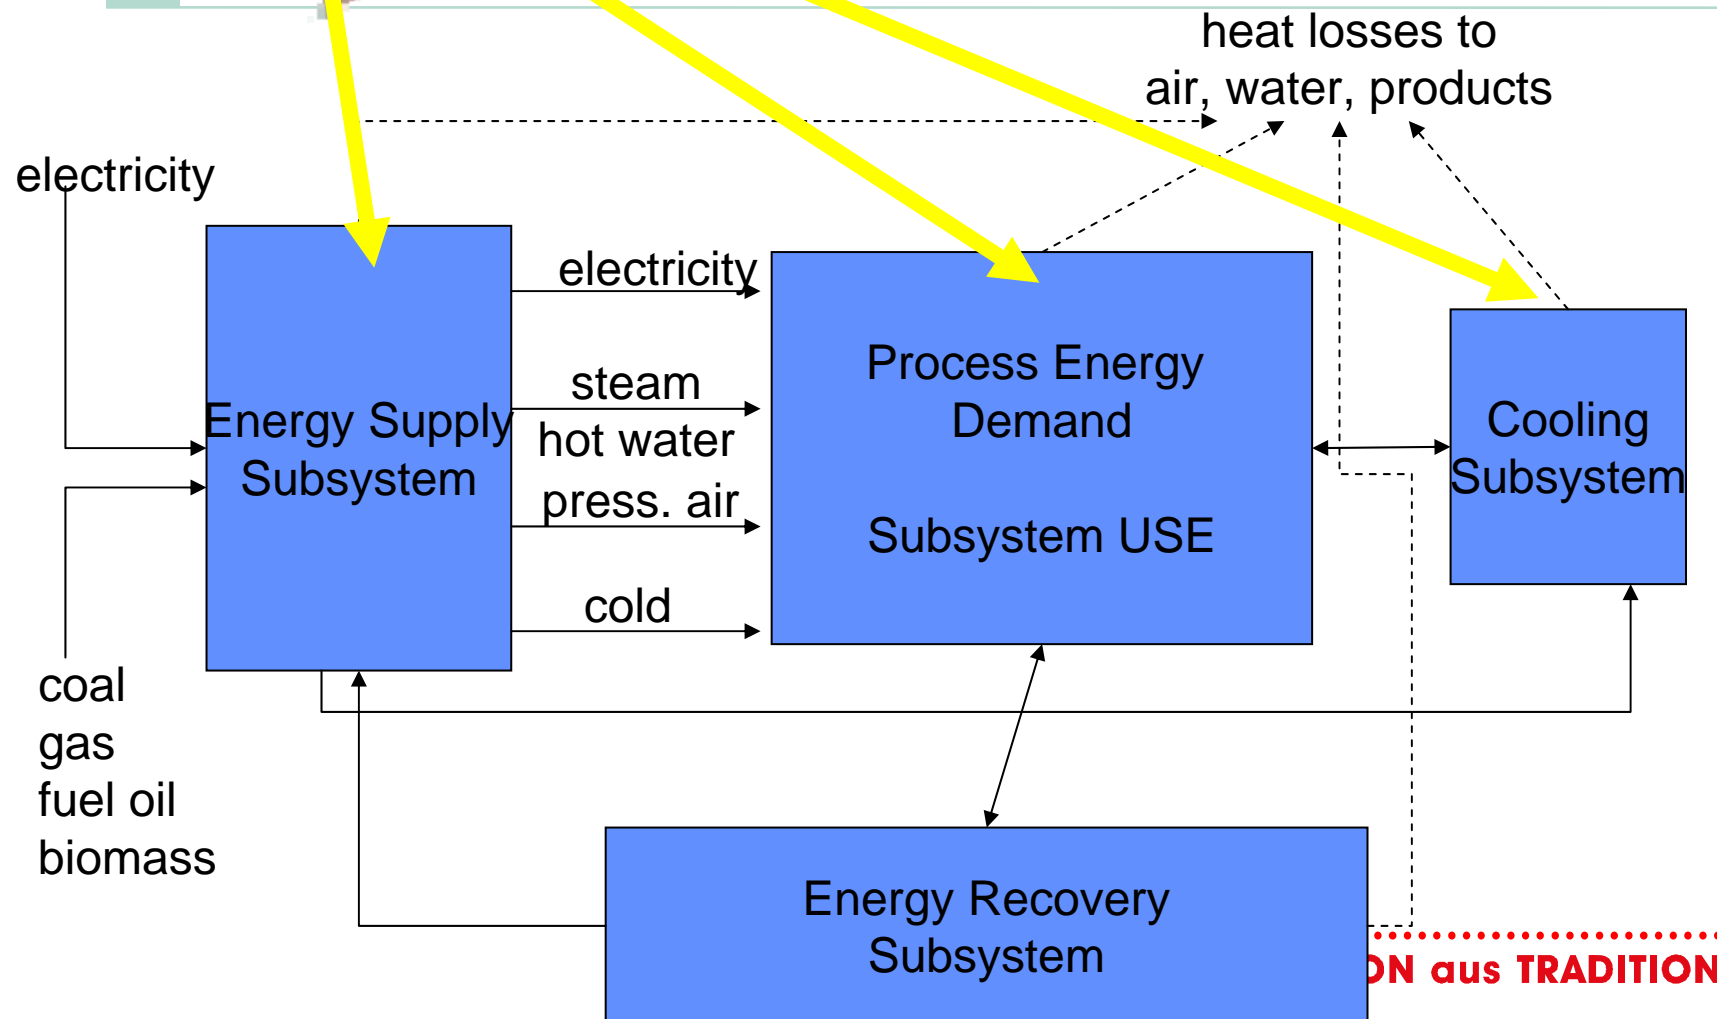 heat losses to
air, water, products
electricity
electricity
steam
hot water
press. air
cold
Energy Supply
Subsystem
Process Energy
Demand
Subsystem USE
Cooling
Subsystem
coal
gas
fuel oil
biomass
Energy Recovery
Subsystem
ON aus TRADITION